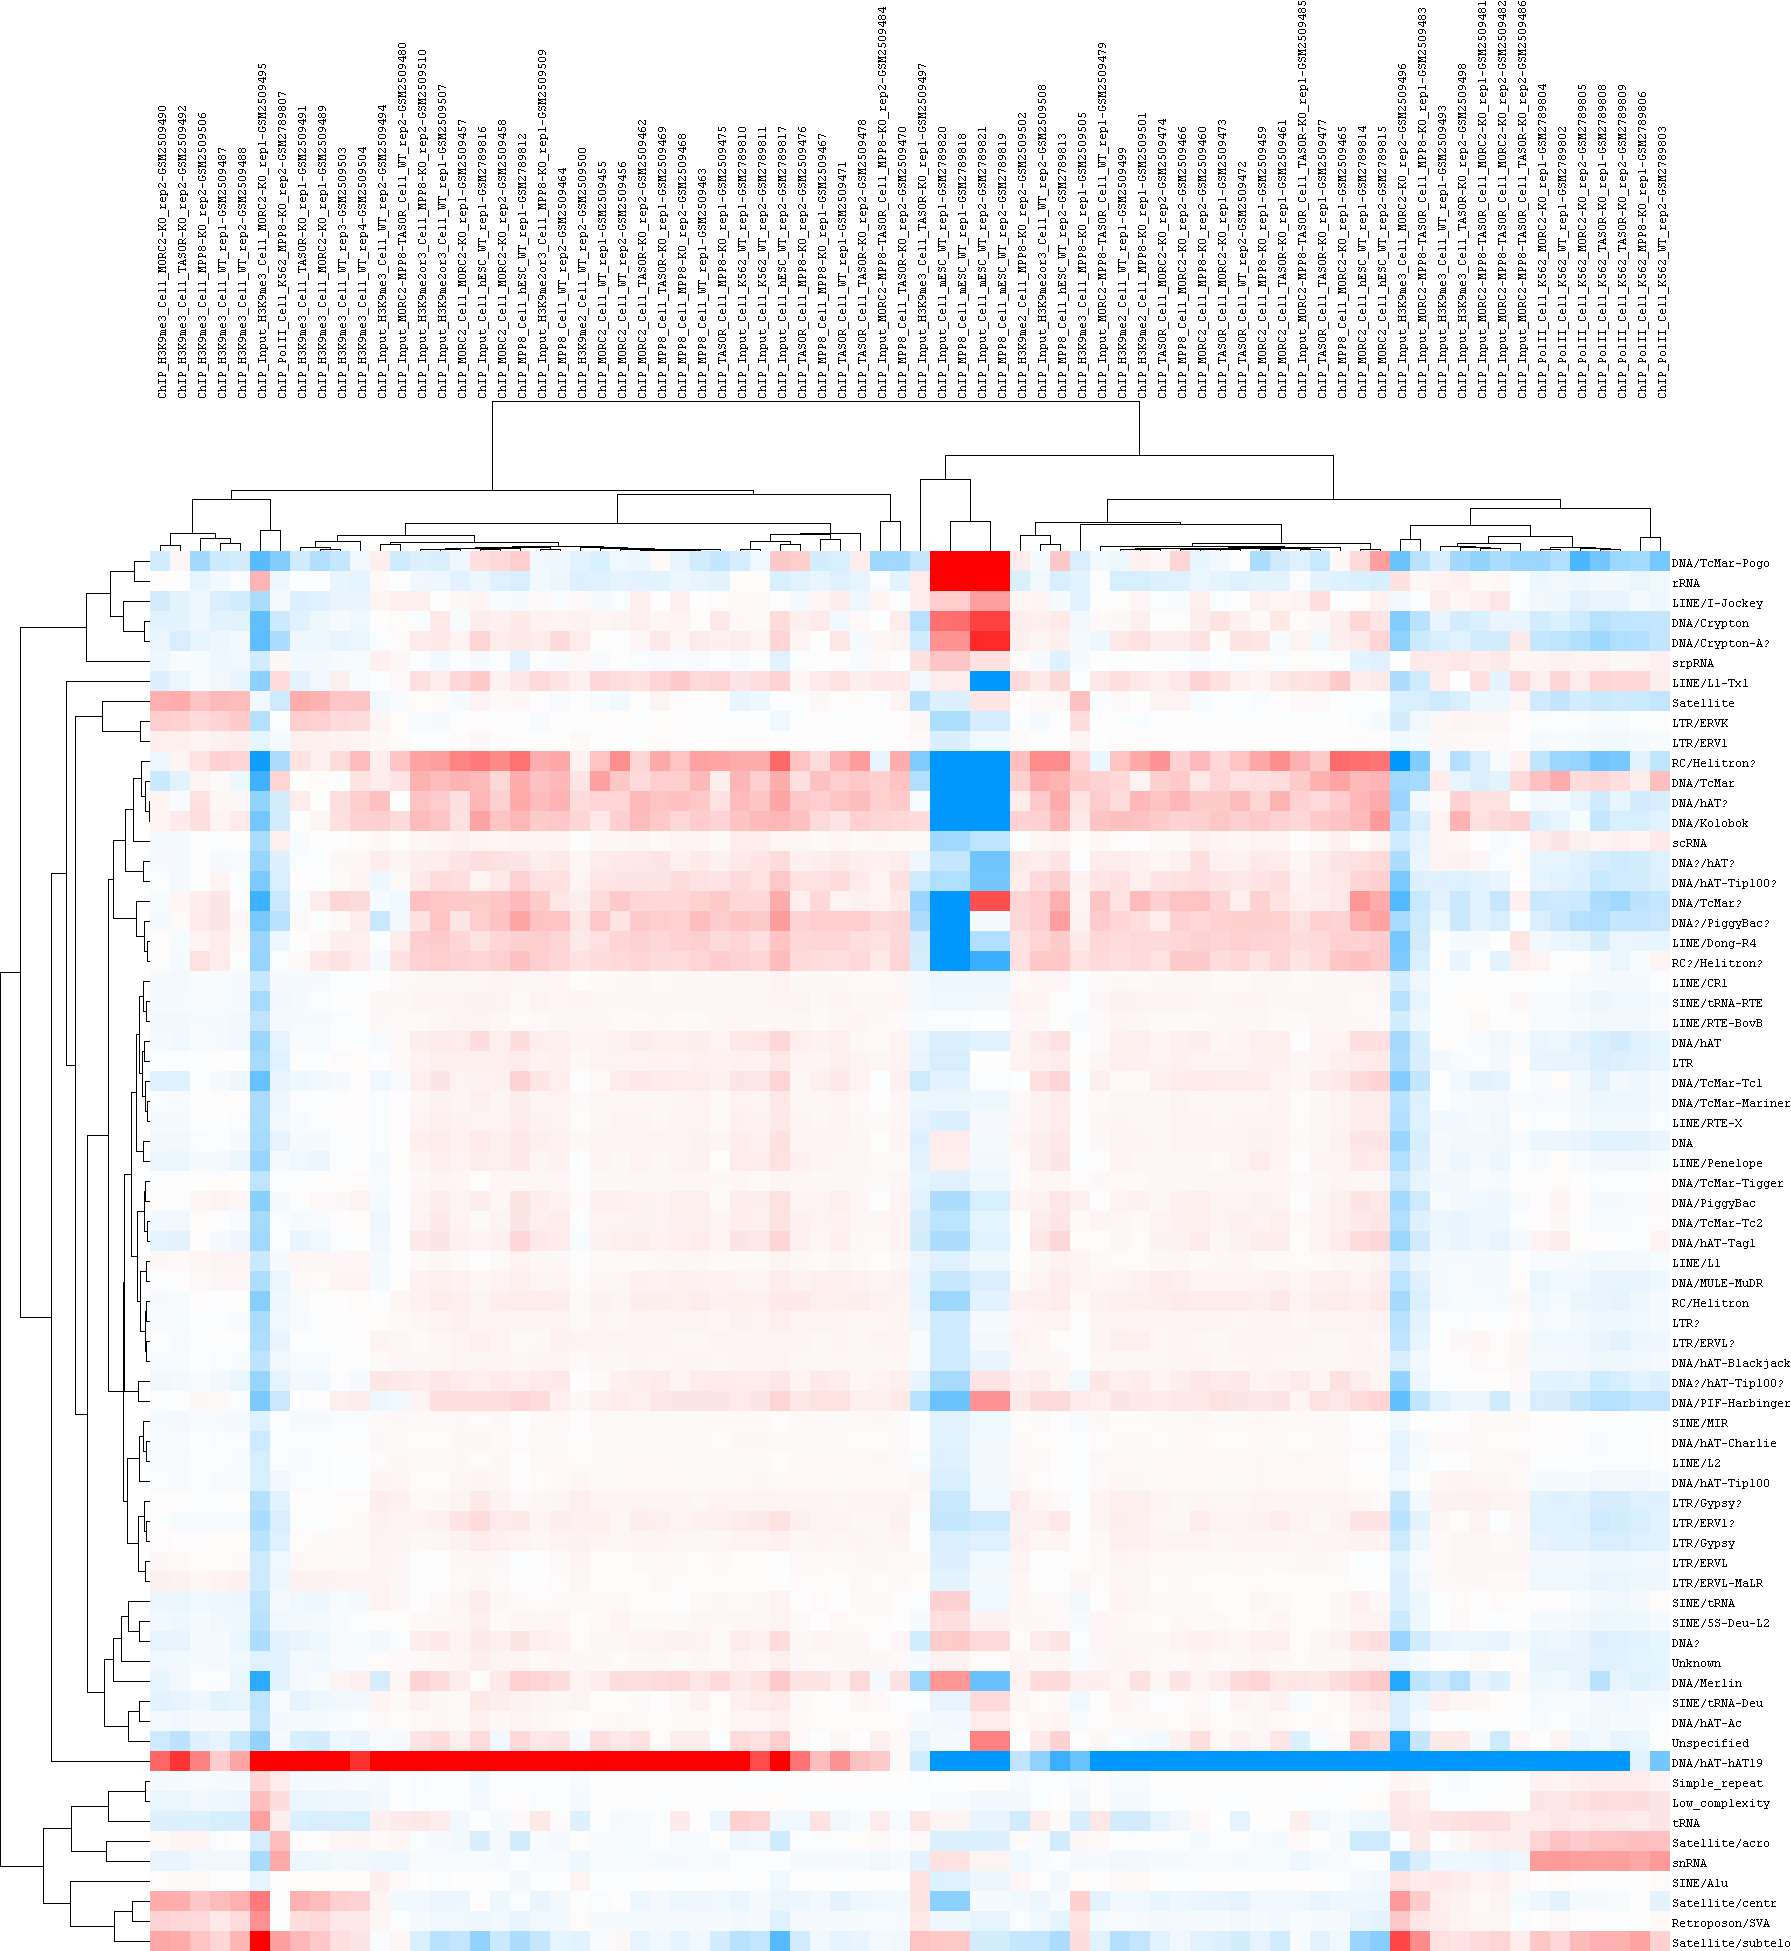 ChIP_H3K9me3_Cell_MORC2-KO_rep2-GSM2509490
ChIP_H3K9me3_Cell_TASOR-KO_rep2-GSM2509492
ChIP_H3K9me3_Cell_MPP8-KO_rep2-GSM2509506
ChIP_H3K9me3_Cell_WT_rep1-GSM2509487
ChIP_H3K9me3_Cell_WT_rep2-GSM2509488
ChIP_Input_H3K9me3_Cell_MORC2-KO_rep1-GSM2509495
ChIP_PolII_Cell_K562_MPP8-KO_rep2-GSM2789807
ChIP_H3K9me3_Cell_TASOR-KO_rep1-GSM2509491
ChIP_H3K9me3_Cell_MORC2-KO_rep1-GSM2509489
ChIP_H3K9me3_Cell_WT_rep3-GSM2509503
ChIP_H3K9me3_Cell_WT_rep4-GSM2509504
ChIP_Input_H3K9me3_Cell_WT_rep2-GSM2509494
ChIP_Input_MORC2-MPP8-TASOR_Cell_WT_rep2-GSM2509480
ChIP_Input_H3K9me2or3_Cell_MPP8-KO_rep2-GSM2509510
ChIP_Input_H3K9me2or3_Cell_WT_rep1-GSM2509507
ChIP_MORC2_Cell_MORC2-KO_rep1-GSM2509457
ChIP_Input_Cell_hESC_WT_rep1-GSM2789816
ChIP_MORC2_Cell_MORC2-KO_rep2-GSM2509458
ChIP_MPP8_Cell_hESC_WT_rep1-GSM2789812
ChIP_Input_H3K9me2or3_Cell_MPP8-KO_rep1-GSM2509509
ChIP_MPP8_Cell_WT_rep2-GSM2509464
ChIP_H3K9me2_Cell_WT_rep2-GSM2509500
ChIP_MORC2_Cell_WT_rep1-GSM2509455
ChIP_MORC2_Cell_WT_rep2-GSM2509456
ChIP_MORC2_Cell_TASOR-KO_rep2-GSM2509462
ChIP_MPP8_Cell_TASOR-KO_rep1-GSM2509469
ChIP_MPP8_Cell_MPP8-KO_rep2-GSM2509468
ChIP_MPP8_Cell_WT_rep1-GSM2509463
ChIP_TASOR_Cell_MPP8-KO_rep1-GSM2509475
ChIP_Input_Cell_K562_WT_rep1-GSM2789810
ChIP_Input_Cell_K562_WT_rep2-GSM2789811
ChIP_Input_Cell_hESC_WT_rep2-GSM2789817
ChIP_TASOR_Cell_MPP8-KO_rep2-GSM2509476
ChIP_MPP8_Cell_MPP8-KO_rep1-GSM2509467
ChIP_TASOR_Cell_WT_rep1-GSM2509471
ChIP_TASOR_Cell_TASOR-KO_rep2-GSM2509478
ChIP_Input_MORC2-MPP8-TASOR_Cell_MPP8-KO_rep2-GSM2509484
ChIP_MPP8_Cell_TASOR-KO_rep2-GSM2509470
ChIP_Input_H3K9me3_Cell_TASOR-KO_rep1-GSM2509497
ChIP_Input_Cell_mESC_WT_rep1-GSM2789820
ChIP_MPP8_Cell_mESC_WT_rep1-GSM2789818
ChIP_Input_Cell_mESC_WT_rep2-GSM2789821
ChIP_MPP8_Cell_mESC_WT_rep2-GSM2789819
ChIP_H3K9me2_Cell_MPP8-KO_rep2-GSM2509502
ChIP_Input_H3K9me2or3_Cell_WT_rep2-GSM2509508
ChIP_MPP8_Cell_hESC_WT_rep2-GSM2789813
ChIP_H3K9me3_Cell_MPP8-KO_rep1-GSM2509505
ChIP_Input_MORC2-MPP8-TASOR_Cell_WT_rep1-GSM2509479
ChIP_H3K9me2_Cell_WT_rep1-GSM2509499
ChIP_H3K9me2_Cell_MPP8-KO_rep1-GSM2509501
ChIP_TASOR_Cell_MORC2-KO_rep2-GSM2509474
ChIP_MPP8_Cell_MORC2-KO_rep2-GSM2509466
ChIP_MORC2_Cell_MPP8-KO_rep2-GSM2509460
ChIP_TASOR_Cell_MORC2-KO_rep1-GSM2509473
ChIP_TASOR_Cell_WT_rep2-GSM2509472
ChIP_MORC2_Cell_MPP8-KO_rep1-GSM2509459
ChIP_MORC2_Cell_TASOR-KO_rep1-GSM2509461
ChIP_Input_MORC2-MPP8-TASOR_Cell_TASOR-KO_rep1-GSM2509485
ChIP_TASOR_Cell_TASOR-KO_rep1-GSM2509477
ChIP_MPP8_Cell_MORC2-KO_rep1-GSM2509465
ChIP_MORC2_Cell_hESC_WT_rep1-GSM2789814
ChIP_MORC2_Cell_hESC_WT_rep2-GSM2789815
ChIP_Input_H3K9me3_Cell_MORC2-KO_rep2-GSM2509496
ChIP_Input_MORC2-MPP8-TASOR_Cell_MPP8-KO_rep1-GSM2509483
ChIP_Input_H3K9me3_Cell_WT_rep1-GSM2509493
ChIP_Input_H3K9me3_Cell_TASOR-KO_rep2-GSM2509498
ChIP_Input_MORC2-MPP8-TASOR_Cell_MORC2-KO_rep1-GSM2509481
ChIP_Input_MORC2-MPP8-TASOR_Cell_MORC2-KO_rep2-GSM2509482
ChIP_Input_MORC2-MPP8-TASOR_Cell_TASOR-KO_rep2-GSM2509486
ChIP_PolII_Cell_K562_MORC2-KO_rep1-GSM2789804
ChIP_PolII_Cell_K562_WT_rep1-GSM2789802
ChIP_PolII_Cell_K562_MORC2-KO_rep2-GSM2789805
ChIP_PolII_Cell_K562_TASOR-KO_rep1-GSM2789808
ChIP_PolII_Cell_K562_TASOR-KO_rep2-GSM2789809
ChIP_PolII_Cell_K562_MPP8-KO_rep1-GSM2789806
ChIP_PolII_Cell_K562_WT_rep2-GSM2789803
DNA/TcMar-Pogo
rRNA
LINE/I-Jockey
DNA/Crypton
DNA/Crypton-A?
srpRNA
LINE/L1-Tx1
Satellite
LTR/ERVK
LTR/ERV1
RC/Helitron?
DNA/TcMar
DNA/hAT?
DNA/Kolobok
scRNA
DNA?/hAT?
DNA/hAT-Tip100?
DNA/TcMar?
DNA?/PiggyBac?
LINE/Dong-R4
RC?/Helitron?
LINE/CR1
SINE/tRNA-RTE
LINE/RTE-BovB
DNA/hAT
LTR
DNA/TcMar-Tc1
DNA/TcMar-Mariner
LINE/RTE-X
DNA
LINE/Penelope
DNA/TcMar-Tigger
DNA/PiggyBac
DNA/TcMar-Tc2
DNA/hAT-Tag1
LINE/L1
DNA/MULE-MuDR
RC/Helitron
LTR?
LTR/ERVL?
DNA/hAT-Blackjack
DNA?/hAT-Tip100?
DNA/PIF-Harbinger
SINE/MIR
DNA/hAT-Charlie
LINE/L2
DNA/hAT-Tip100
LTR/Gypsy?
LTR/ERV1?
LTR/Gypsy
LTR/ERVL
LTR/ERVL-MaLR
SINE/tRNA
SINE/5S-Deu-L2
DNA?
Unknown
DNA/Merlin
SINE/tRNA-Deu
DNA/hAT-Ac
Unspecified
DNA/hAT-hAT19
Simple_repeat
Low_complexity
tRNA
Satellite/acro
snRNA
SINE/Alu
Satellite/centr
Retroposon/SVA
Satellite/subtelo